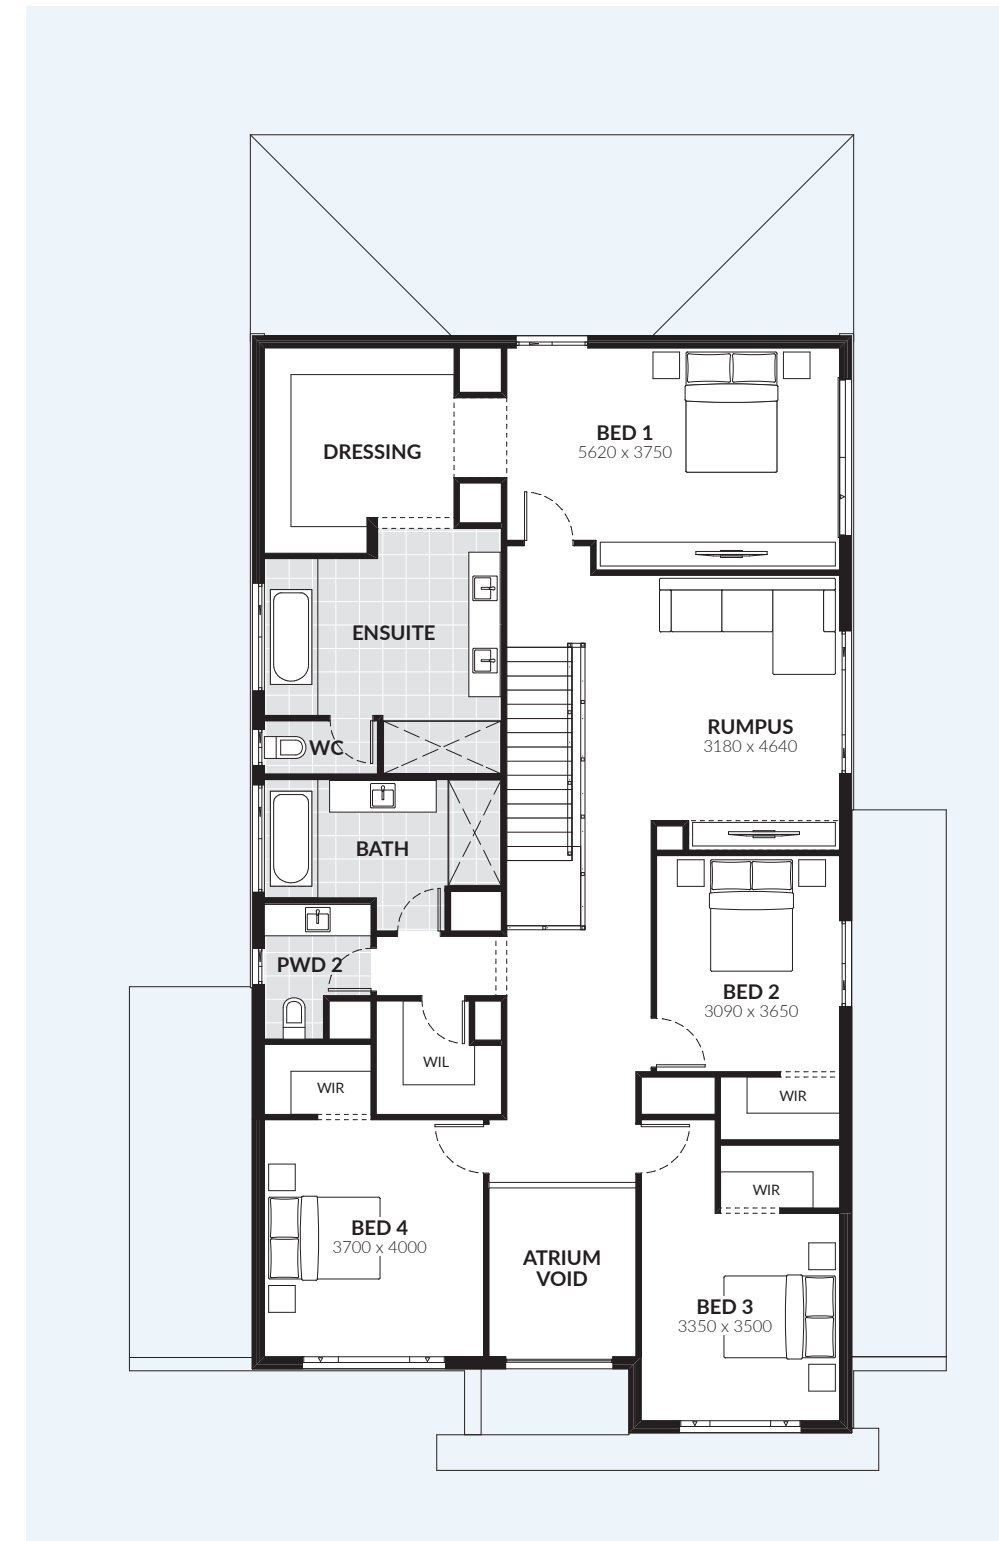 BED 1
5620 x 3750
DRESSING
ENSUITE
WC
RUMPUS
3180 x 4640
BATH
PWD 2
BED 2
3090 x 3650
WIL
WIR
WIR
WIR
BED 4
3700 x 4000
ATRIUM
VOID
BED 3
3350 x 3500